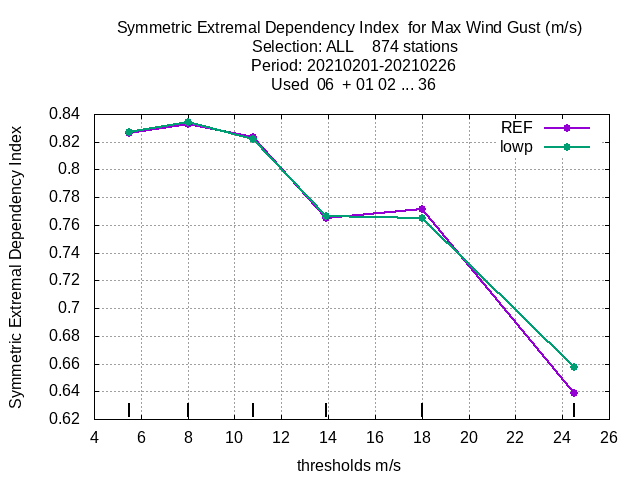 Symmetric Extremal Dependency Index  for Max Wind Gust (m/s)
Selection: ALL    874 stations
Period: 20210201-20210226
Used  06  + 01 02 ... 36
REF
lowp
Symmetric Extremal Dependency Index
0.84
0.82
0.8
0.78
0.76
0.74
0.72
0.7
0.68
0.66
0.64
0.62
4 6 8 10 12 14 16 18 20 22 24 26
thresholds m/s